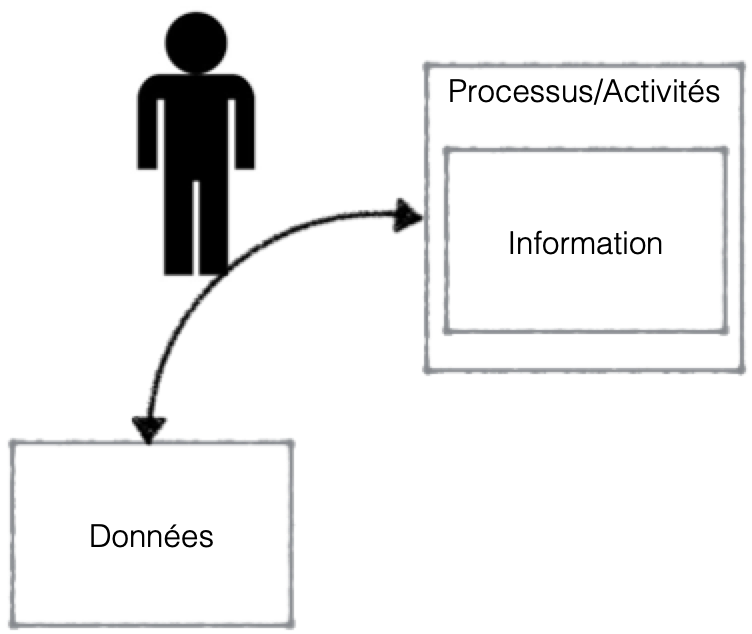 Processus/Activités
Information
Données